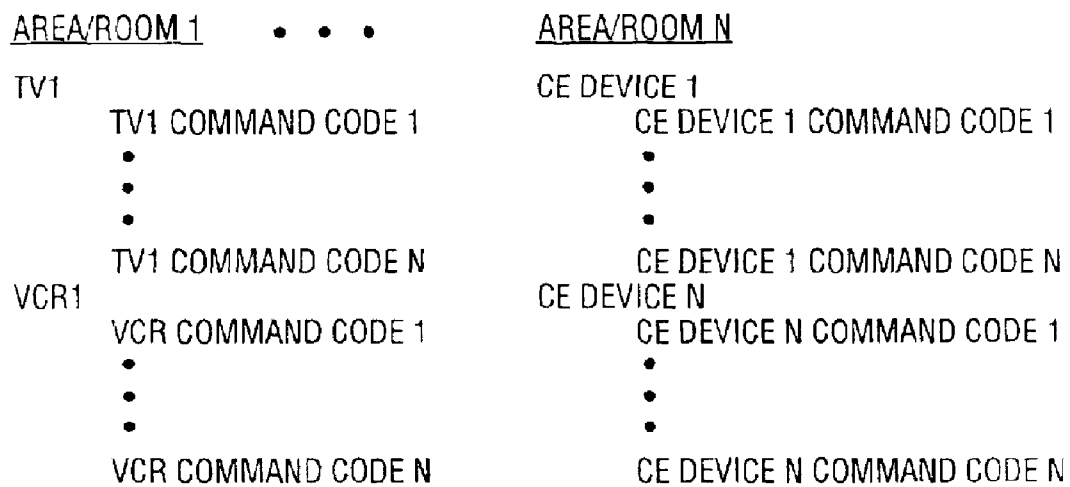 AREA/ROOM 1 • • • AREA/ROOM N
TV1 CE DEVICE 1
TV1 COMMAND CODE 1 CE DEVICE 1 COMMAND CODE 1
• •
• •
• •
TV1 COMMAND CODE N CE DEVICE 1 COMMAND CODE N
VCR1 CE DEVICE N
VCR COMMAND CODE 1 CE DEVICE N COMMAND CODE 1
• •
• •
• •
VCR COMMAND CODE N CE DEVICE N COMMAND CODE N